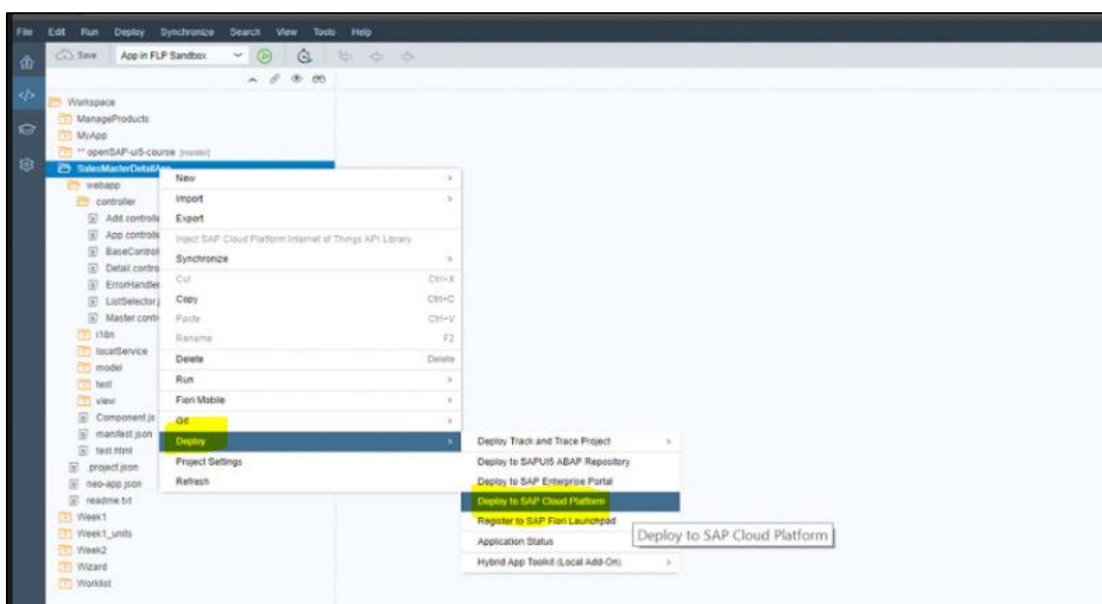 File Edit Run Deploy Synchronize Search View Tools Help
Save App in FLP Sandbox
Workspace
ManageProducts
MyApp
** openSAP-ui5-course [master]
SalesMasterDetailApp
webapp
controller
Add.controlle
App.controlle
BaseControl
Detail.contro
ErrorHandler
ListSelector.j
Master.contr
i18n
localService
model
test
view
Component.js
manifest.json
test.html
.project.json
neo-app.json
readme.txt
Week1
Week1_units
Week2
Wizard
Worklist
New
Import
Export
Inject SAP Cloud Platform Internet of Things API Library
Synchronize
Cut Ctrl+X
Copy Ctrl+C
Paste Ctrl+V
Rename F2
Delete Delete
Run
Fiori Mobile
Git
Deploy
Project Settings
Refresh
Deploy Track and Trace Project
Deploy to SAPUI5 ABAP Repository
Deploy to SAP Enterprise Portal
Deploy to SAP Cloud Platform
Register to SAP Fiori Launchpad
Application Status
Hybrid App Toolkit (Local Add-On)
Deploy to SAP Cloud Platform